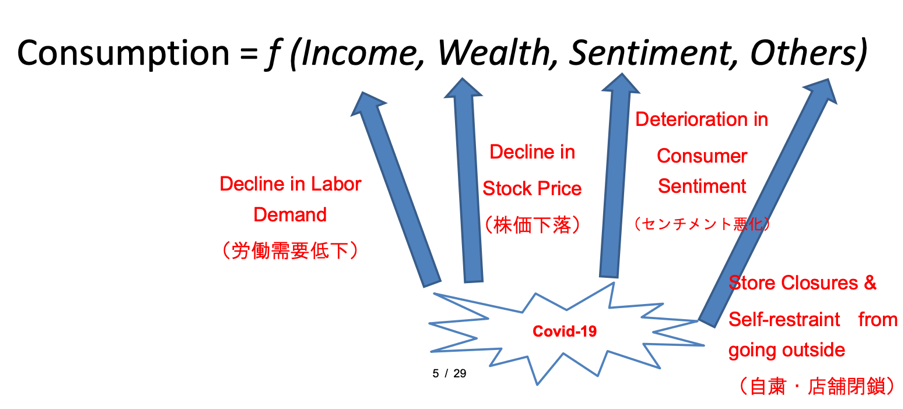 Consumption = f (Income, Wealth, Sentiment, Others)
Decline in Labor
Demand
（労働需要低下）
Decline in
Stock Price
（株価下落）
Deterioration in
Consumer
Sentiment
（センチメント悪化）
Store Closures &
Self-restraint from
going outside
（自粛・店舗閉鎖）
Covid-19
5 / 29